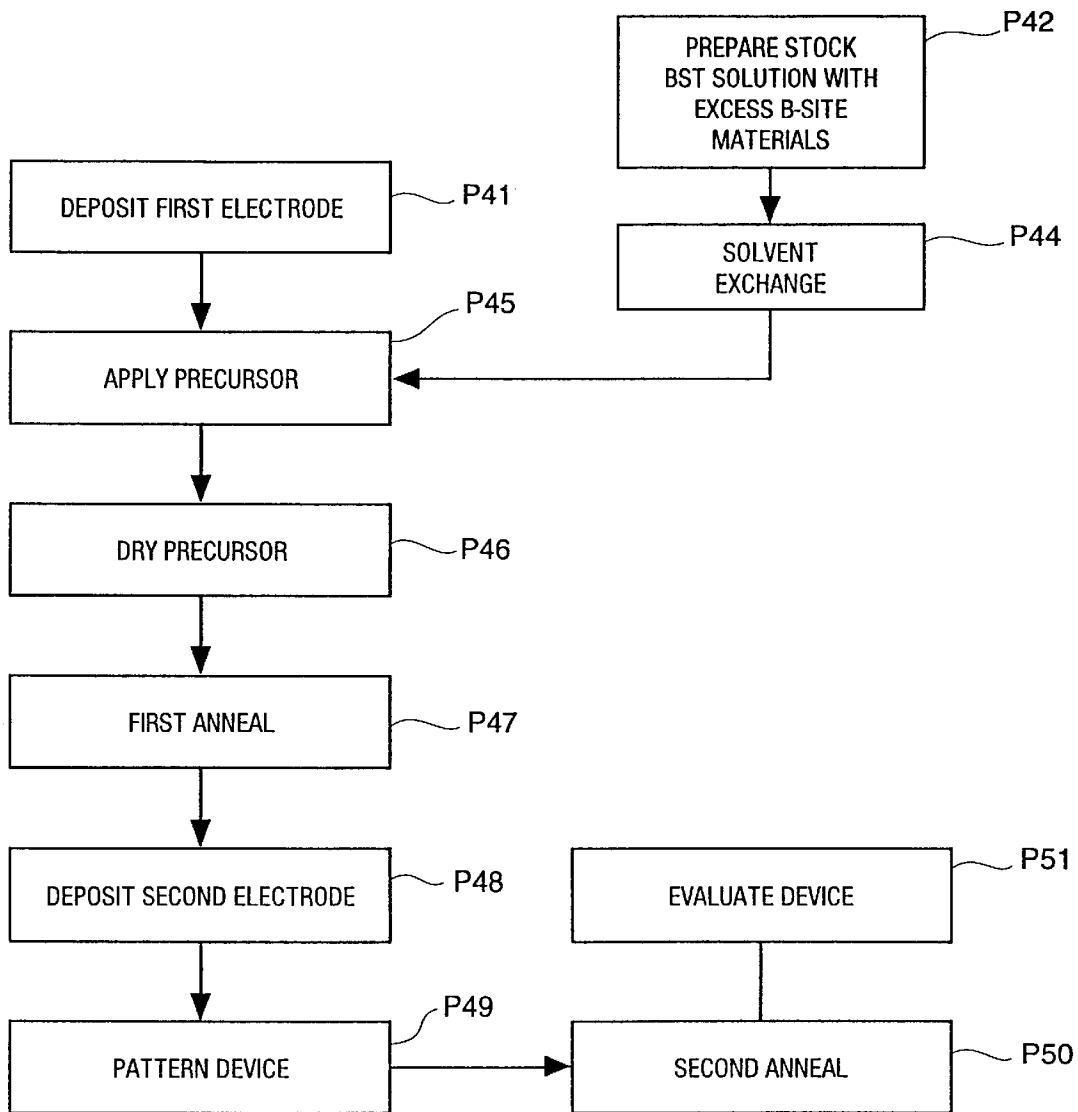 P42
PREPARE STOCK
BST SOLUTION WITH
EXCESS B-SITE
MATERIALS
DEPOSIT FIRST ELECTRODE
P41
SOLVENT
EXCHANGE
P44
P45
APPLY PRECURSOR
DRY PRECURSOR
P46
FIRST ANNEAL
P47
DEPOSIT SECOND ELECTRODE
P48
EVALUATE DEVICE
P51
P49
PATTERN DEVICE
SECOND ANNEAL
P50